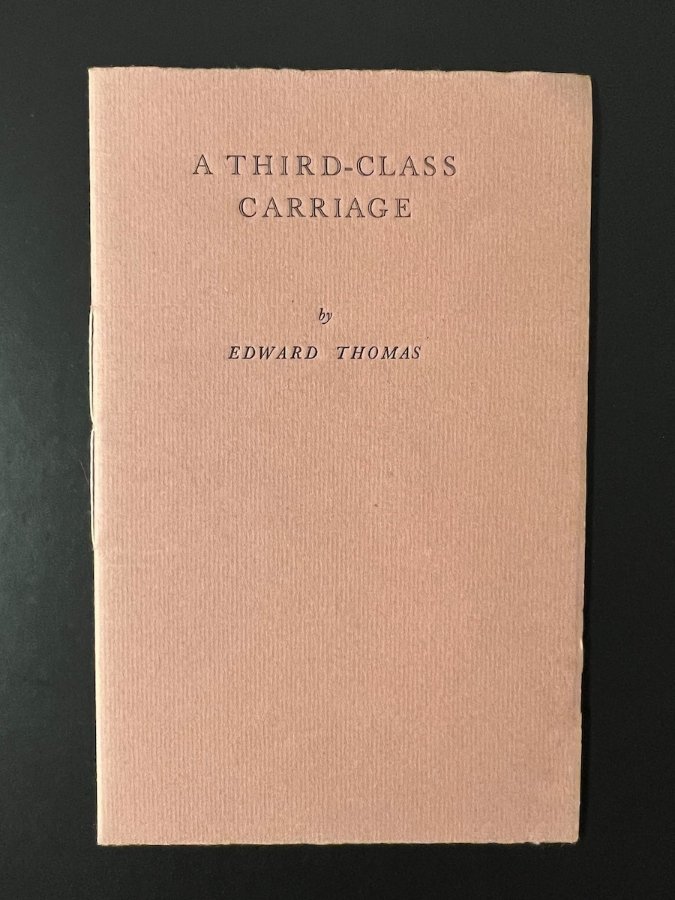 A THIRD-CLASS
CARRIAGE
by
EDWARD THOMAS